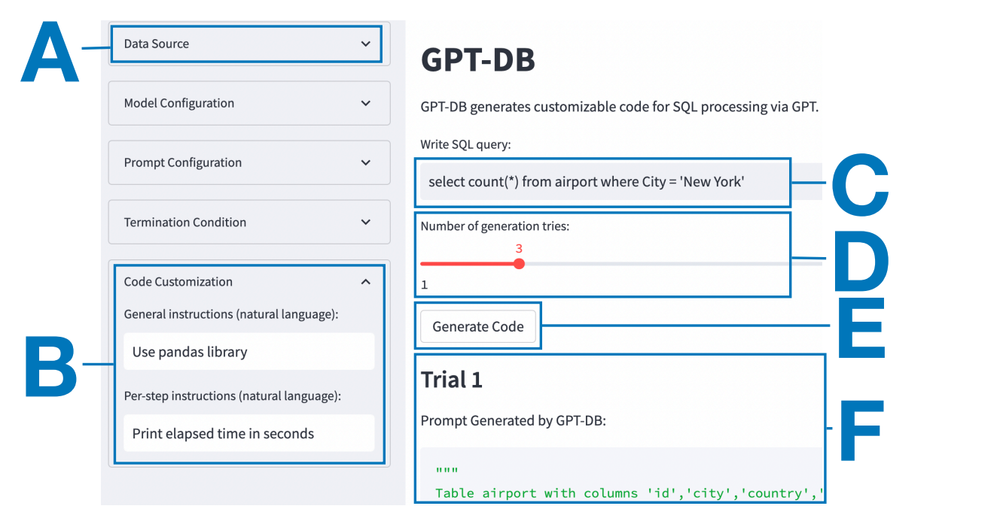 A
Data Source
Model Configuration
Prompt Configuration
Termination Condition
Code Customization
General instructions (natural language):
Use pandas library
Per-step instructions (natural language):
Print elapsed time in seconds
B
GPT-DB
GPT-DB generates customizable code for SQL processing via GPT.
Write SQL query:
select count(*) from airport where City = 'New York'
C
Number of generation tries:
3
1
D
Generate Code
E
Trial 1
Prompt Generated by GPT-DB:
"""
Table airport with columns 'id','city','country','
F